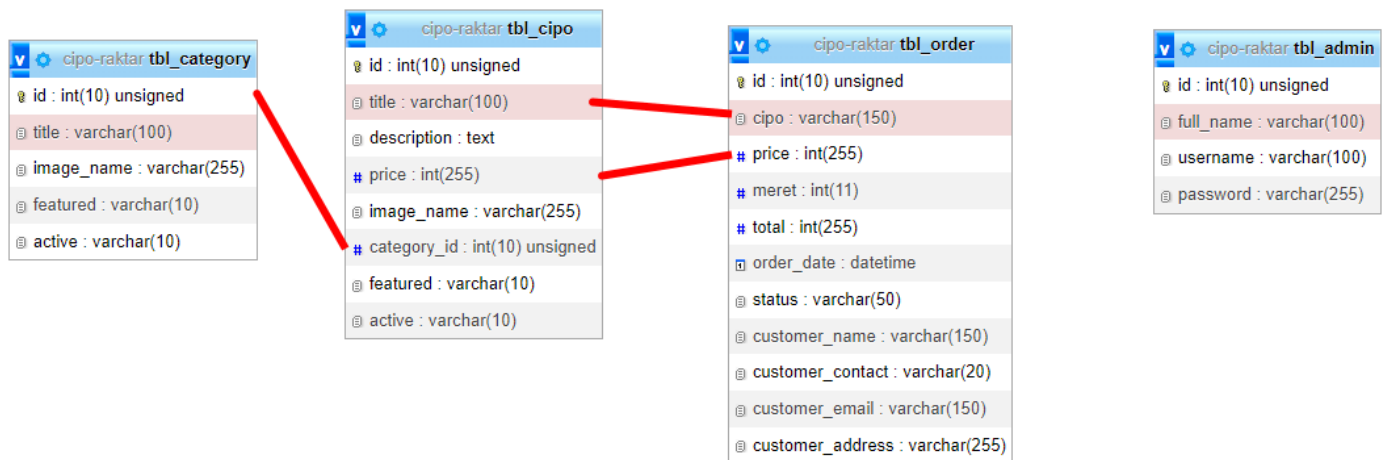 cipo-raktar tbl_category
id : int(10) unsigned
title : varchar(100)
image_name : varchar(255)
featured : varchar(10)
active : varchar(10)
cipo-raktar tbl_cipo
id : int(10) unsigned
title : varchar(100)
description : text
price : int(255)
image_name : varchar(255)
category_id : int(10) unsigned
featured : varchar(10)
active : varchar(10)
cipo-raktar tbl_order
id : int(10) unsigned
cipo : varchar(150)
price : int(255)
meret : int(11)
total : int(255)
order_date : datetime
status : varchar(50)
customer_name : varchar(150)
customer_contact : varchar(20)
customer_email : varchar(150)
customer_address : varchar(255)
cipo-raktar tbl_admin
id : int(10) unsigned
full_name : varchar(100)
username : varchar(100)
password : varchar(255)